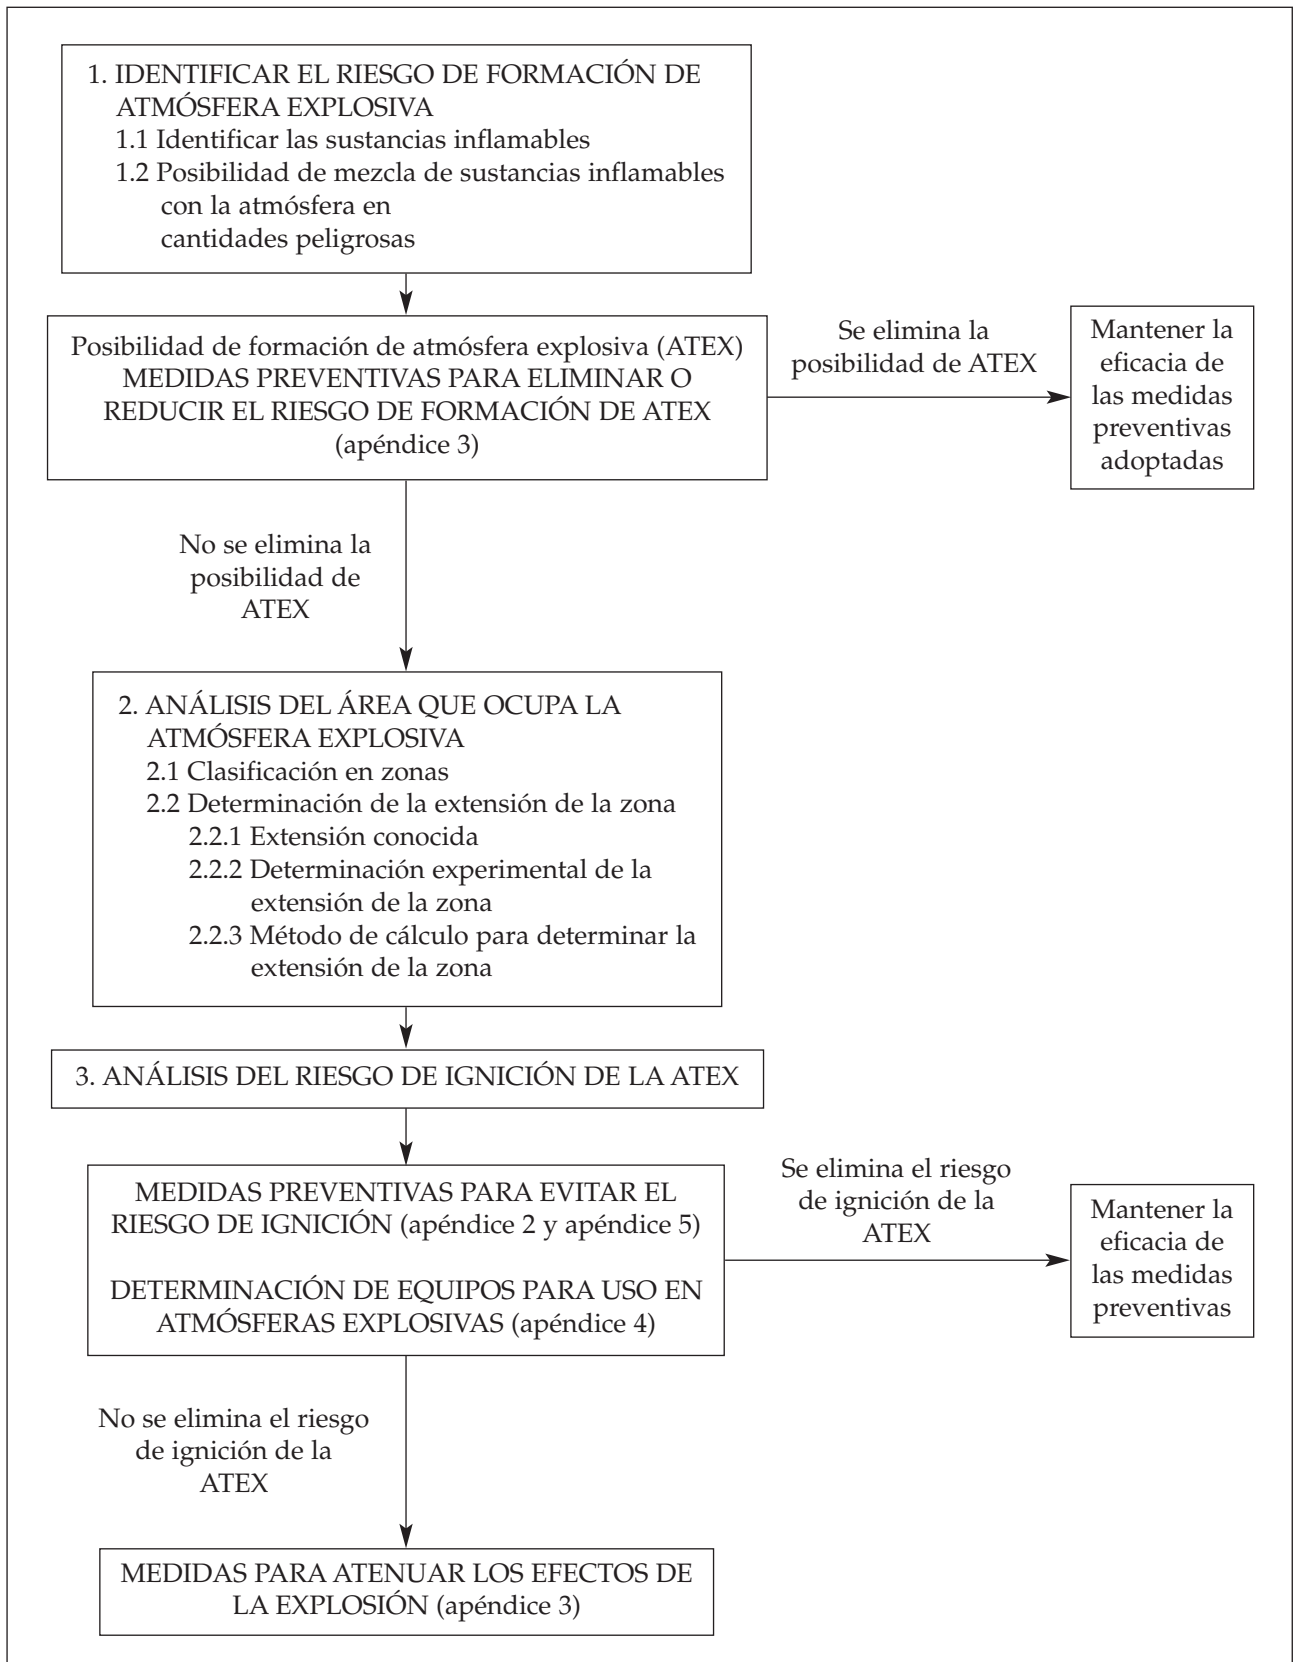 1. IDENTIFICAR EL RIESGO DE FORMACIÓN DE
ATMÓSFERA EXPLOSIVA
1.1 Identificar las sustancias inflamables
1.2 Posibilidad de mezcla de sustancias inflamables
con la atmósfera en
cantidades peligrosas
Posibilidad de formación de atmósfera explosiva (ATEX)
MEDIDAS PREVENTIVAS PARA ELIMINAR O
REDUCIR EL RIESGO DE FORMACIÓN DE ATEX
(apéndice 3)
Se elimina la
posibilidad de ATEX
Mantener la
eficacia de
las medidas
preventivas
adoptadas
No se elimina la
posibilidad de
ATEX
2. ANÁLISIS DEL ÁREA QUE OCUPA LA
ATMÓSFERA EXPLOSIVA
2.1 Clasificación en zonas
2.2 Determinación de la extensión de la zona
2.2.1 Extensión conocida
2.2.2 Determinación experimental de la
extensión de la zona
2.2.3 Método de cálculo para determinar la
extensión de la zona
3. ANÁLISIS DEL RIESGO DE IGNICIÓN DE LA ATEX
MEDIDAS PREVENTIVAS PARA EVITAR EL
RIESGO DE IGNICIÓN (apéndice 2 y apéndice 5)
DETERMINACIÓN DE EQUIPOS PARA USO EN
ATMÓSFERAS EXPLOSIVAS (apéndice 4)
Se elimina el riesgo
de ignición de la
ATEX
Mantener la
eficacia de
las medidas
preventivas
No se elimina el riesgo
de ignición de la
ATEX
MEDIDAS PARA ATENUAR LOS EFECTOS DE
LA EXPLOSIÓN (apéndice 3)